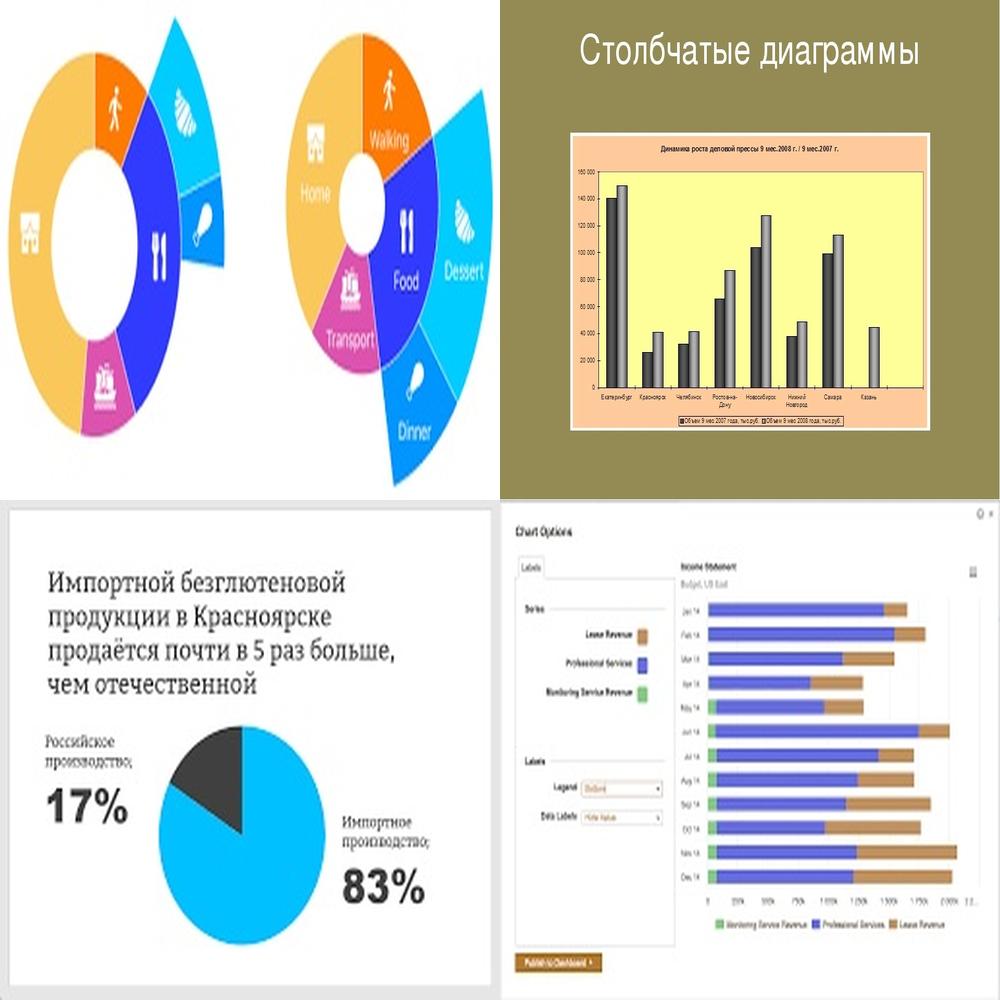 Walking
Home
Food
Dessert
Transport
Dinner
Столбчатые диаграммы
Динамика роста деловой прессы 9 мес.2008 г. / 9 мес.2007 г.
160 000
140 000
120 000
100 000
80 000
60 000
40 000
20 000
0
Екатеринбург Красноярск Челябинск Ростов-на-Дону Новосибирск Нижний Новгород Самара Казань
Объем 9 мес 2007 года, тыс.руб. Объем 9 мес 2008 года, тыс.руб.
Импортной безглютеновой
продукции в Красноярске
продаётся почти в 5 раз больше,
чем отечественной
Российское
производство;
17%
Импортное
производство;
83%
Chart Options
Labels
Series
Lease Revenue
Professional Services
Monitoring Service Revenue
Labels
Legend
Data Labels
Publish to Dashboard
Income Statement
Budget, US East
Jan 14
Feb 14
Mar 14
Apr 14
May 14
Jun 14
Jul 14
Aug 14
Sep 14
Oct 14
Nov 14
Dec 14
0 250k 500k 750k 1 000k 1 250k 1 500k 1 750k 2 000k
Monitoring Service Revenue Professional Services Lease Revenue